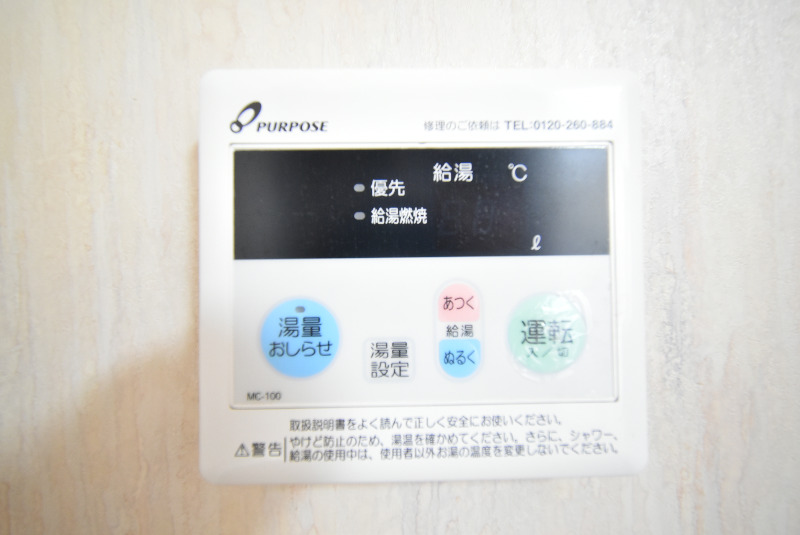 PURPOSE
修理のご依頼は TEL:0120-260-884
給湯 ℃
優先
給湯燃焼
ℓ
湯量
おしらせ
湯量
設定
あつく
給湯
ぬるく
運転
入／切
MC-100
取扱説明書をよく読んで正しく安全にお使いください。
⚠警告
やけど防止のため、湯温を確かめてください。さらに、シャワー、
給湯の使用中は、使用者以外お湯の温度を変更しないでください。